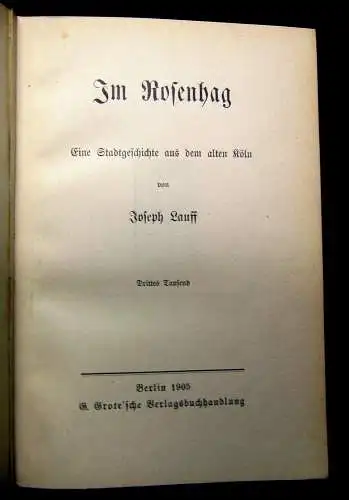 Im Rosenhag
Eine Stadtgeschichte aus dem alten Köln
von
Joseph Lauff
Drittes Tausend
Berlin 1905
G. Grote'sche Verlagsbuchhandlung